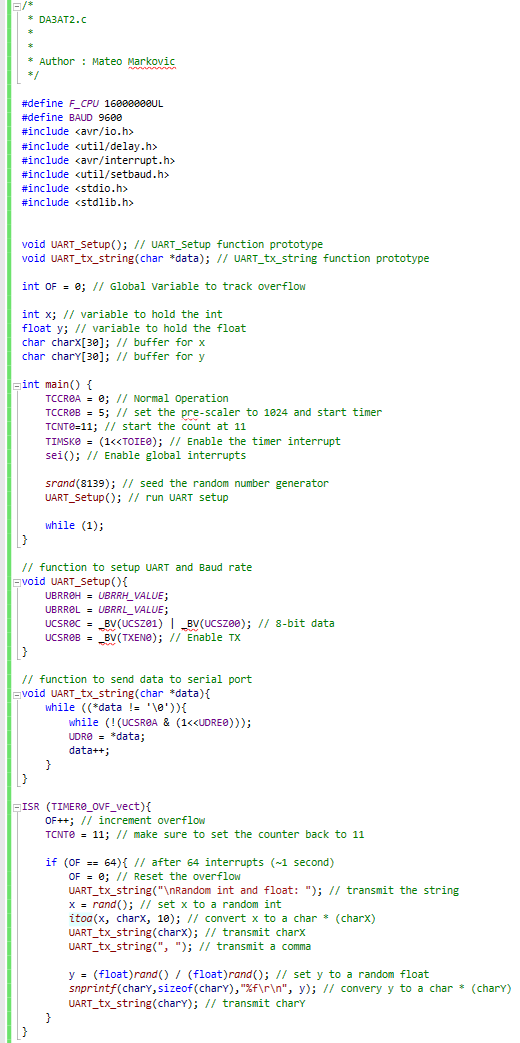 /*
 * DA3AT2.c
 *
 *
 * Author : Mateo Markovic
 */

#define F_CPU 16000000UL
#define BAUD 9600
#include <avr/io.h>
#include <util/delay.h>
#include <avr/interrupt.h>
#include <util/setbaud.h>
#include <stdio.h>
#include <stdlib.h>


void UART_Setup(); // UART_Setup function prototype
void UART_tx_string(char *data); // UART_tx_string function prototype

int OF = 0; // Global Variable to track overflow

int x; // variable to hold the int
float y; // variable to hold the float
char charX[30]; // buffer for x
char charY[30]; // buffer for y

int main() {
    TCCR0A = 0; // Normal Operation
    TCCR0B = 5; // set the pre-scaler to 1024 and start timer
    TCNT0=11; // start the count at 11
    TIMSK0 = (1<<TOIE0); // Enable the timer interrupt
    sei(); // Enable global interrupts

    srand(8139); // seed the random number generator
    UART_Setup(); // run UART setup

    while (1);
}

// function to setup UART and Baud rate
void UART_Setup(){
    UBRR0H = UBRRH_VALUE;
    UBRR0L = UBRRL_VALUE;
    UCSR0C = _BV(UCSZ01) | _BV(UCSZ00); // 8-bit data
    UCSR0B = _BV(TXEN0); // Enable TX
}

// function to send data to serial port
void UART_tx_string(char *data){
    while ((*data != '\0')){
        while (!(UCSR0A & (1<<UDRE0)));
        UDR0 = *data;
        data++;
    }
}

ISR (TIMER0_OVF_vect){
    OF++; // increment overflow
    TCNT0 = 11; // make sure to set the counter back to 11

    if (OF == 64){ // after 64 interrupts (~1 second)
        OF = 0; // Reset the overflow
        UART_tx_string("\nRandom int and float: "); // transmit the string
        x = rand(); // set x to a random int
        itoa(x, charX, 10); // convert x to a char * (charX)
        UART_tx_string(charX); // transmit charX
        UART_tx_string(", "); // transmit a comma

        y = (float)rand() / (float)rand(); // set y to a random float
        snprintf(charY,sizeof(charY),"%f\r\n", y); // convery y to a char * (charY)
        UART_tx_string(charY); // transmit charY
    }
}